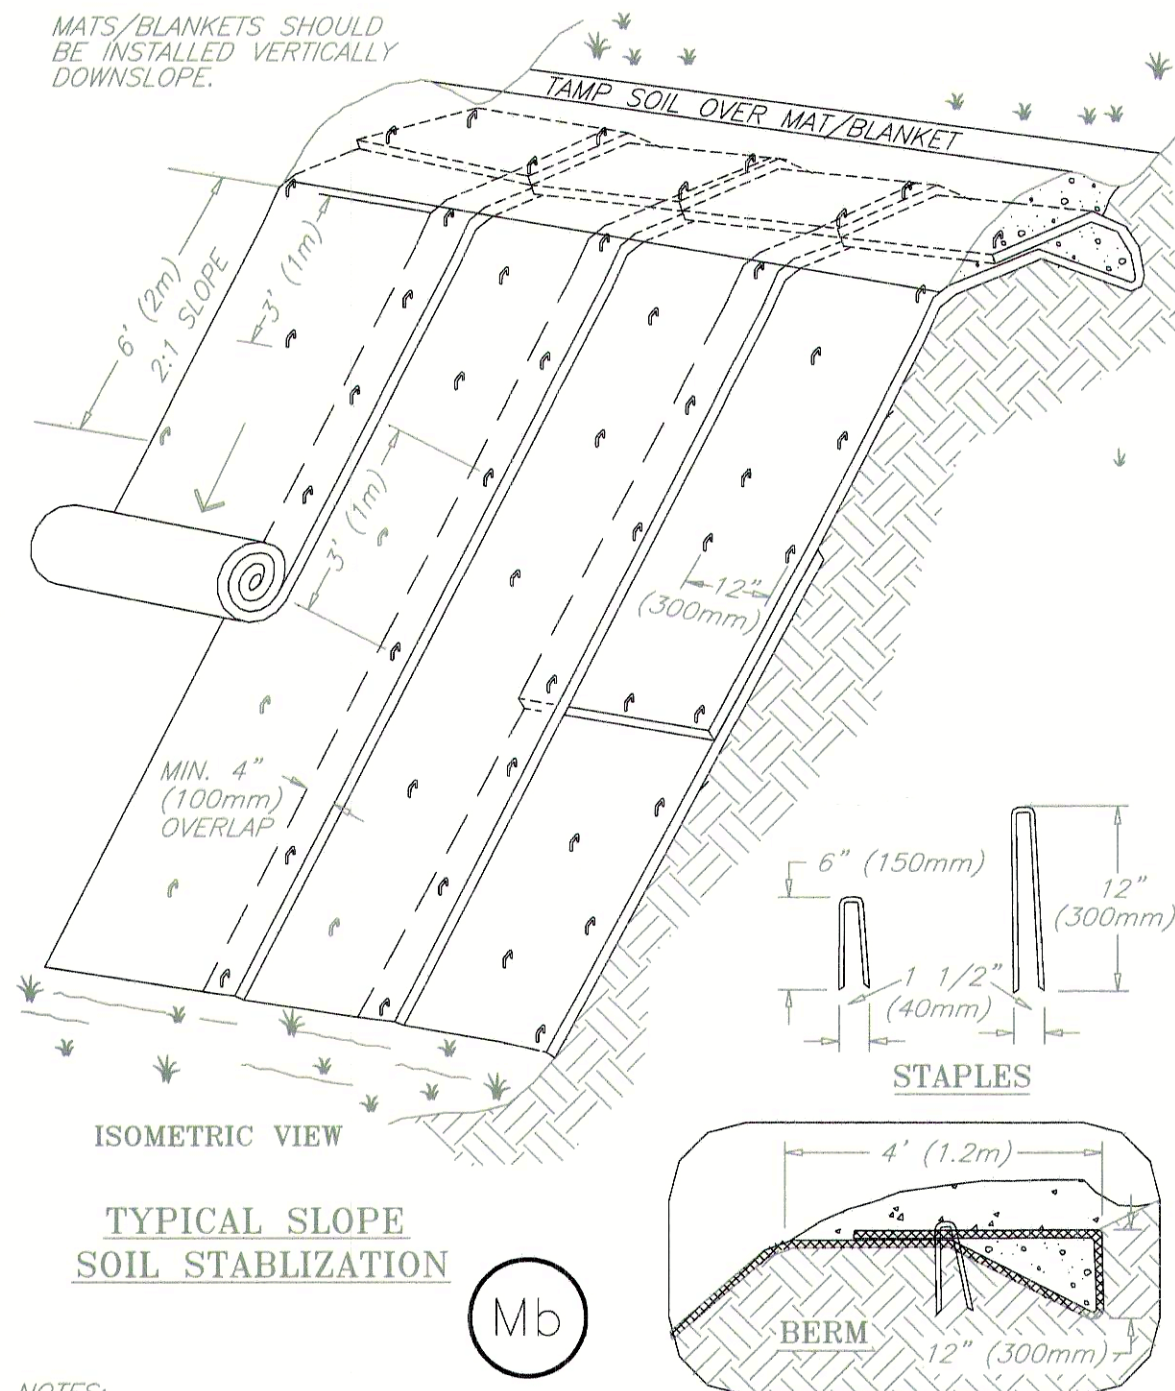 MATS/BLANKETS SHOULD
BE INSTALLED VERTICALLY
DOWNSLOPE.
TAMP SOIL OVER MAT/BLANKET
6' (2m)
2:1 SLOPE
3' (1m)
3' (1m)
12"
(300mm)
MIN. 4"
(100mm)
OVERLAP
6" (150mm)
12"
(300mm)
1 1/2"
(40mm)
STAPLES
ISOMETRIC VIEW
TYPICAL SLOPE
SOIL STABLIZATION
Mb
4' (1.2m)
BERM
12" (300mm)
NOTES: